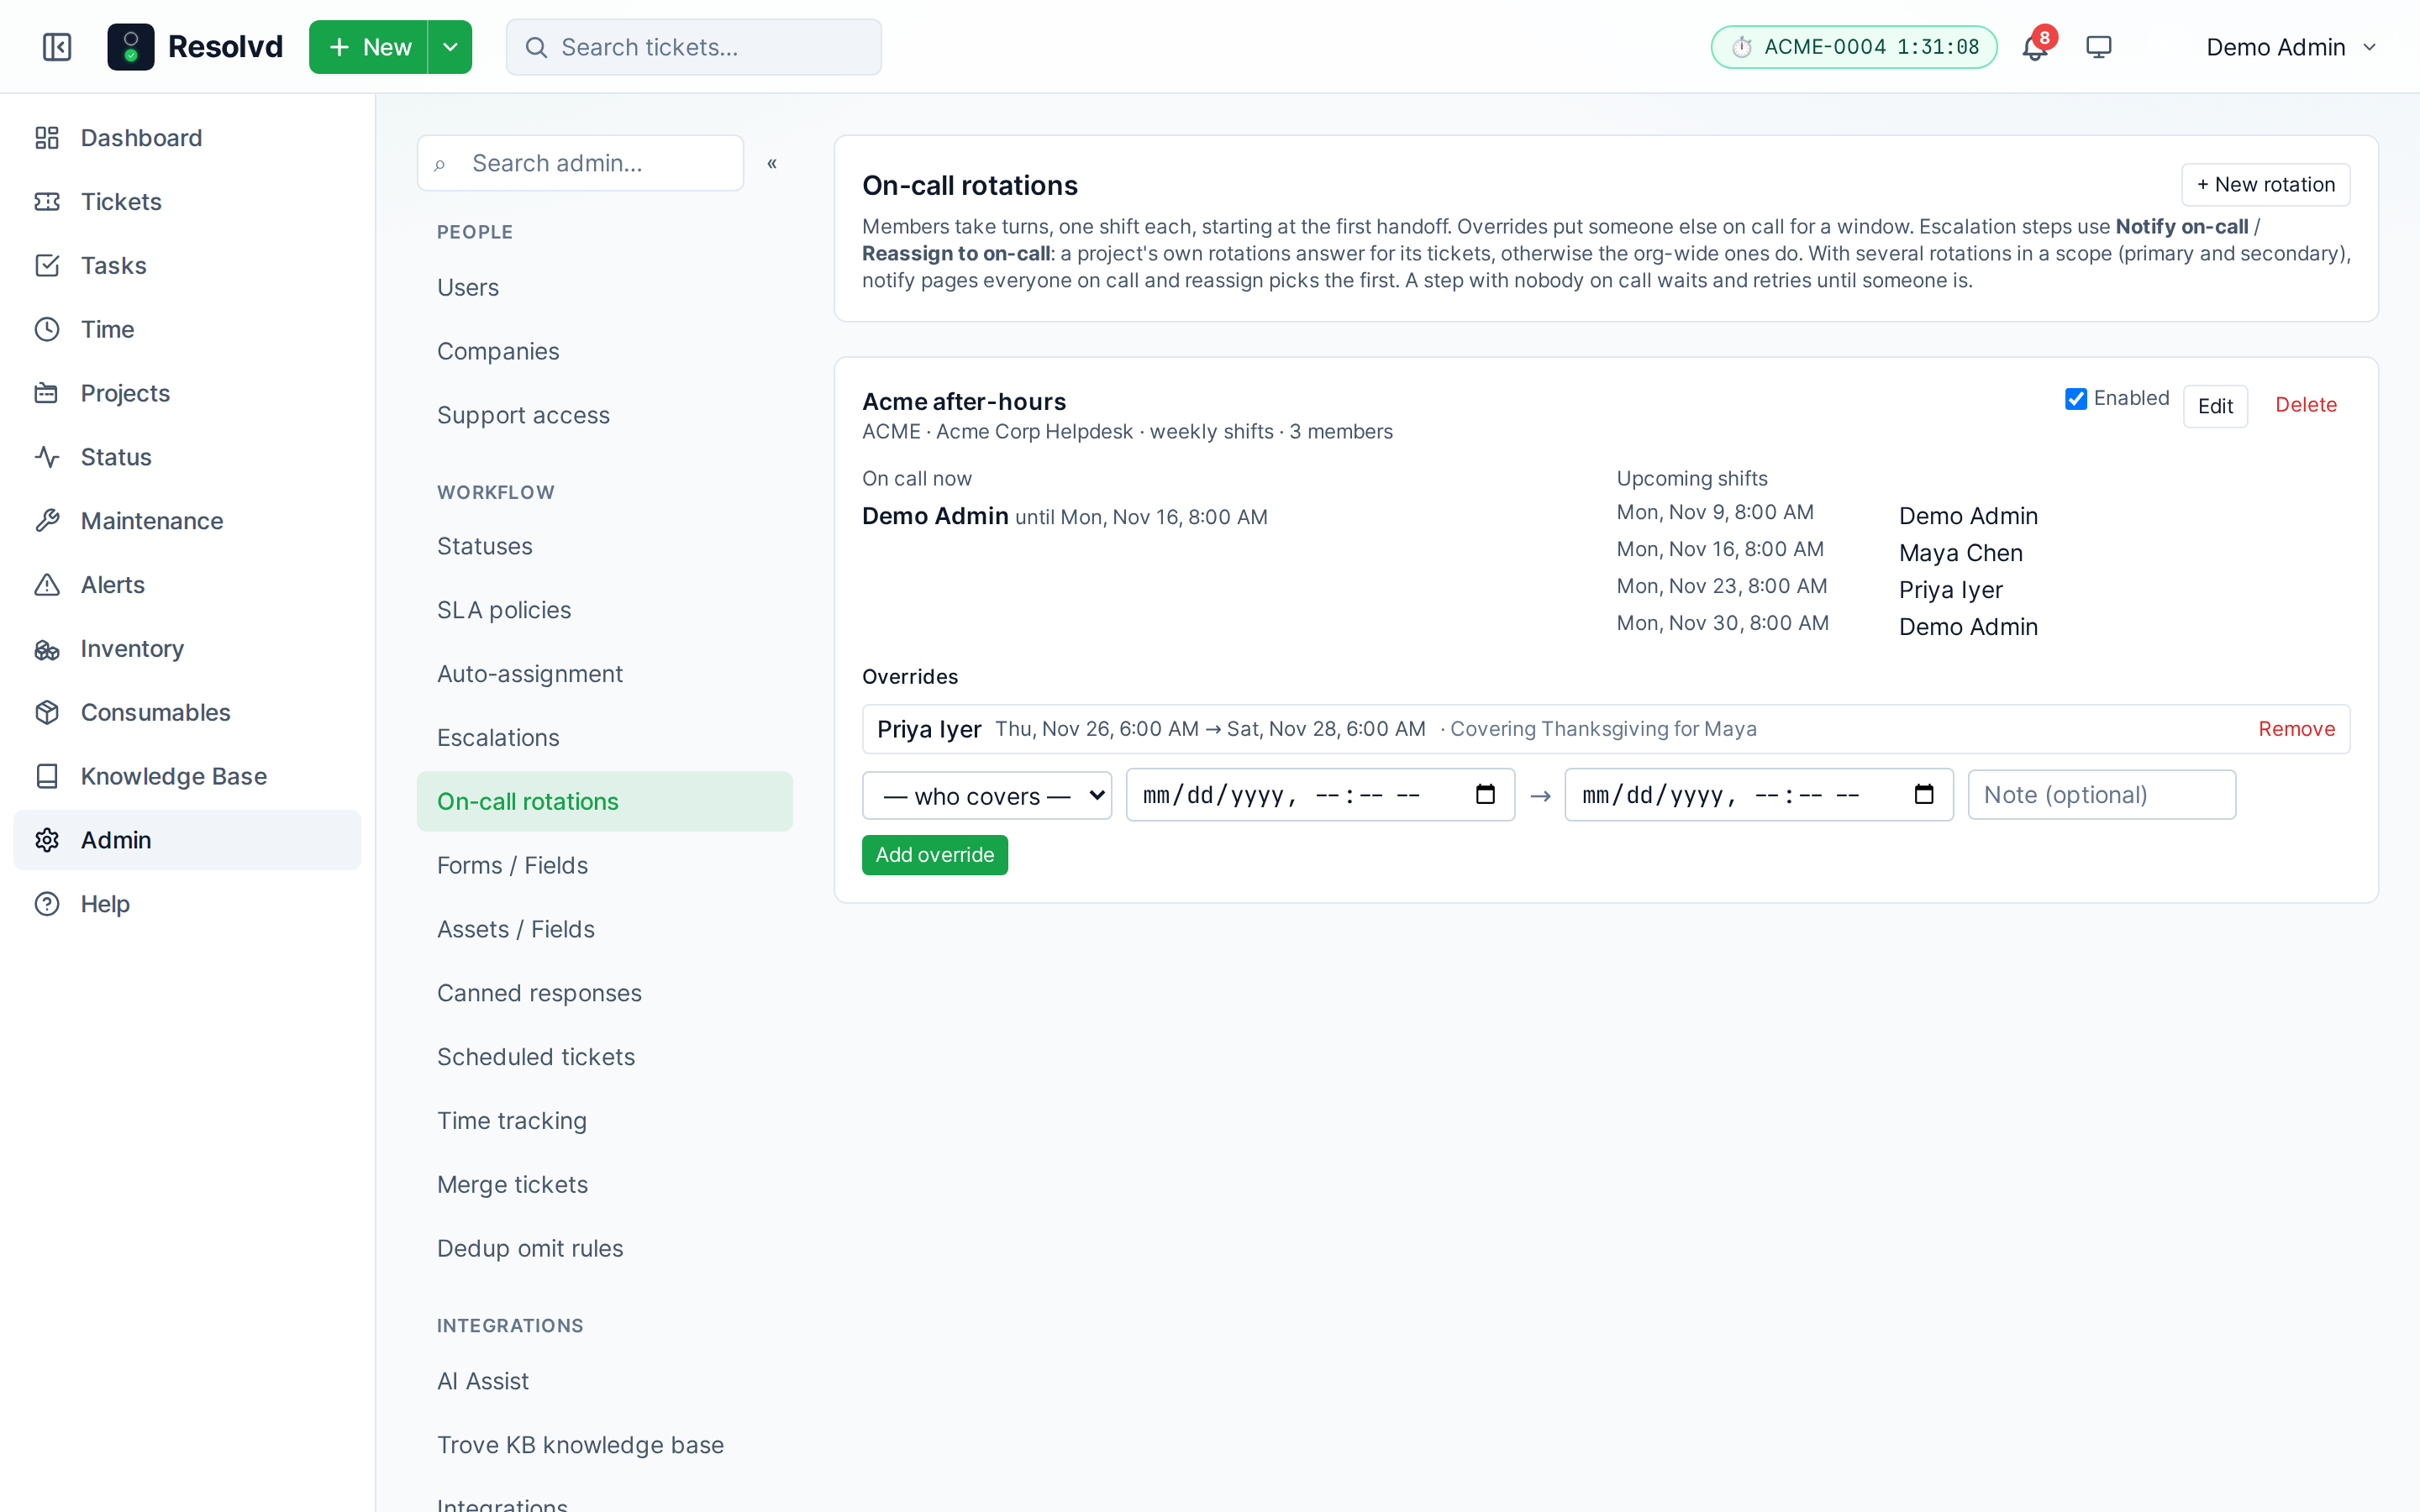 Resolvd
New
Search tickets...
ACME-0004 1:31:08
8
Demo Admin
Dashboard
Tickets
Tasks
Time
Projects
Status
Maintenance
Alerts
Inventory
Consumables
Knowledge Base
Admin
Help
Search admin...
«
PEOPLE
Users
Companies
Support access
WORKFLOW
Statuses
SLA policies
Auto-assignment
Escalations
On-call rotations
Forms / Fields
Assets / Fields
Canned responses
Scheduled tickets
Time tracking
Merge tickets
Dedup omit rules
INTEGRATIONS
AI Assist
Trove KB knowledge base
Integrations
On-call rotations
+ New rotation
Members take turns, one shift each, starting at the first handoff. Overrides put someone else on call for a window. Escalation steps use Notify on-call /
Reassign to on-call: a project's own rotations answer for its tickets, otherwise the org-wide ones do. With several rotations in a scope (primary and secondary),
notify pages everyone on call and reassign picks the first. A step with nobody on call waits and retries until someone is.
Acme after-hours
Enabled
Edit
Delete
ACME · Acme Corp Helpdesk · weekly shifts · 3 members
On call now
Demo Admin until Mon, Nov 16, 8:00 AM
Upcoming shifts
Mon, Nov 9, 8:00 AM Demo Admin
Mon, Nov 16, 8:00 AM Maya Chen
Mon, Nov 23, 8:00 AM Priya Iyer
Mon, Nov 30, 8:00 AM Demo Admin
Overrides
Priya Iyer Thu, Nov 26, 6:00 AM → Sat, Nov 28, 6:00 AM · Covering Thanksgiving for Maya
Remove
— who covers — mm/dd/yyyy, --:-- -- → mm/dd/yyyy, --:-- -- Note (optional)
Add override